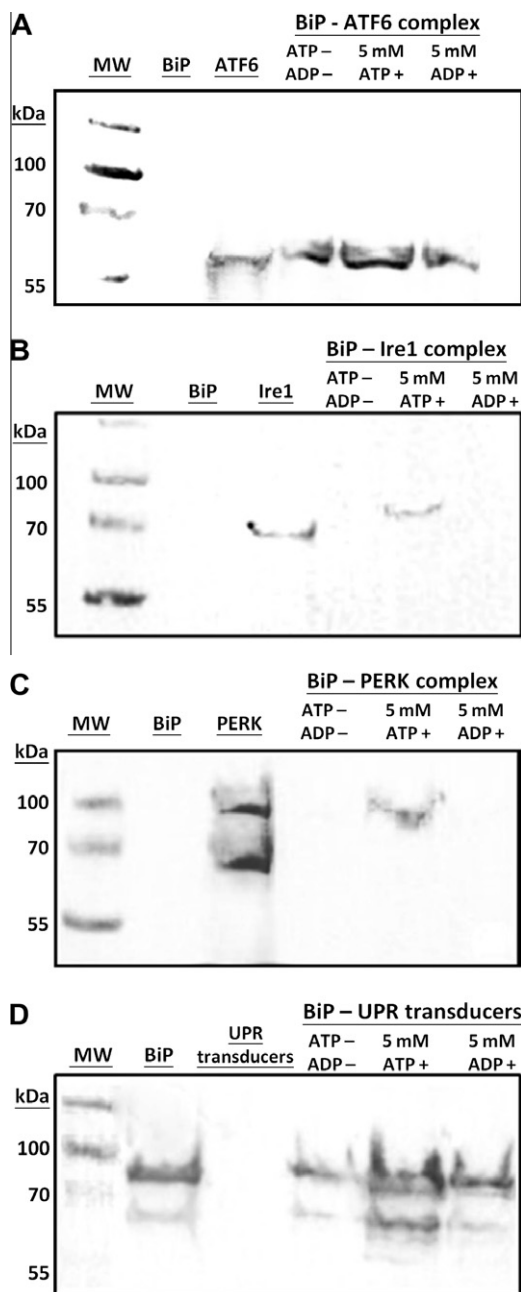 A
BiP - ATF6 complex
MW BiP ATF6 ATP – ADP – 5 mM ATP + 5 mM ADP +
kDa
100
70
55
B
BiP – Ire1 complex
MW BiP Ire1 ATP – ADP – 5 mM ATP + 5 mM ADP +
kDa
100
70
55
C
BiP – PERK complex
MW BiP PERK ATP – ADP – 5 mM ATP + 5 mM ADP +
kDa
100
70
55
D
BiP – UPR transducers
MW BiP UPR transducers ATP – ADP – 5 mM ATP + 5 mM ADP +
kDa
100
70
55